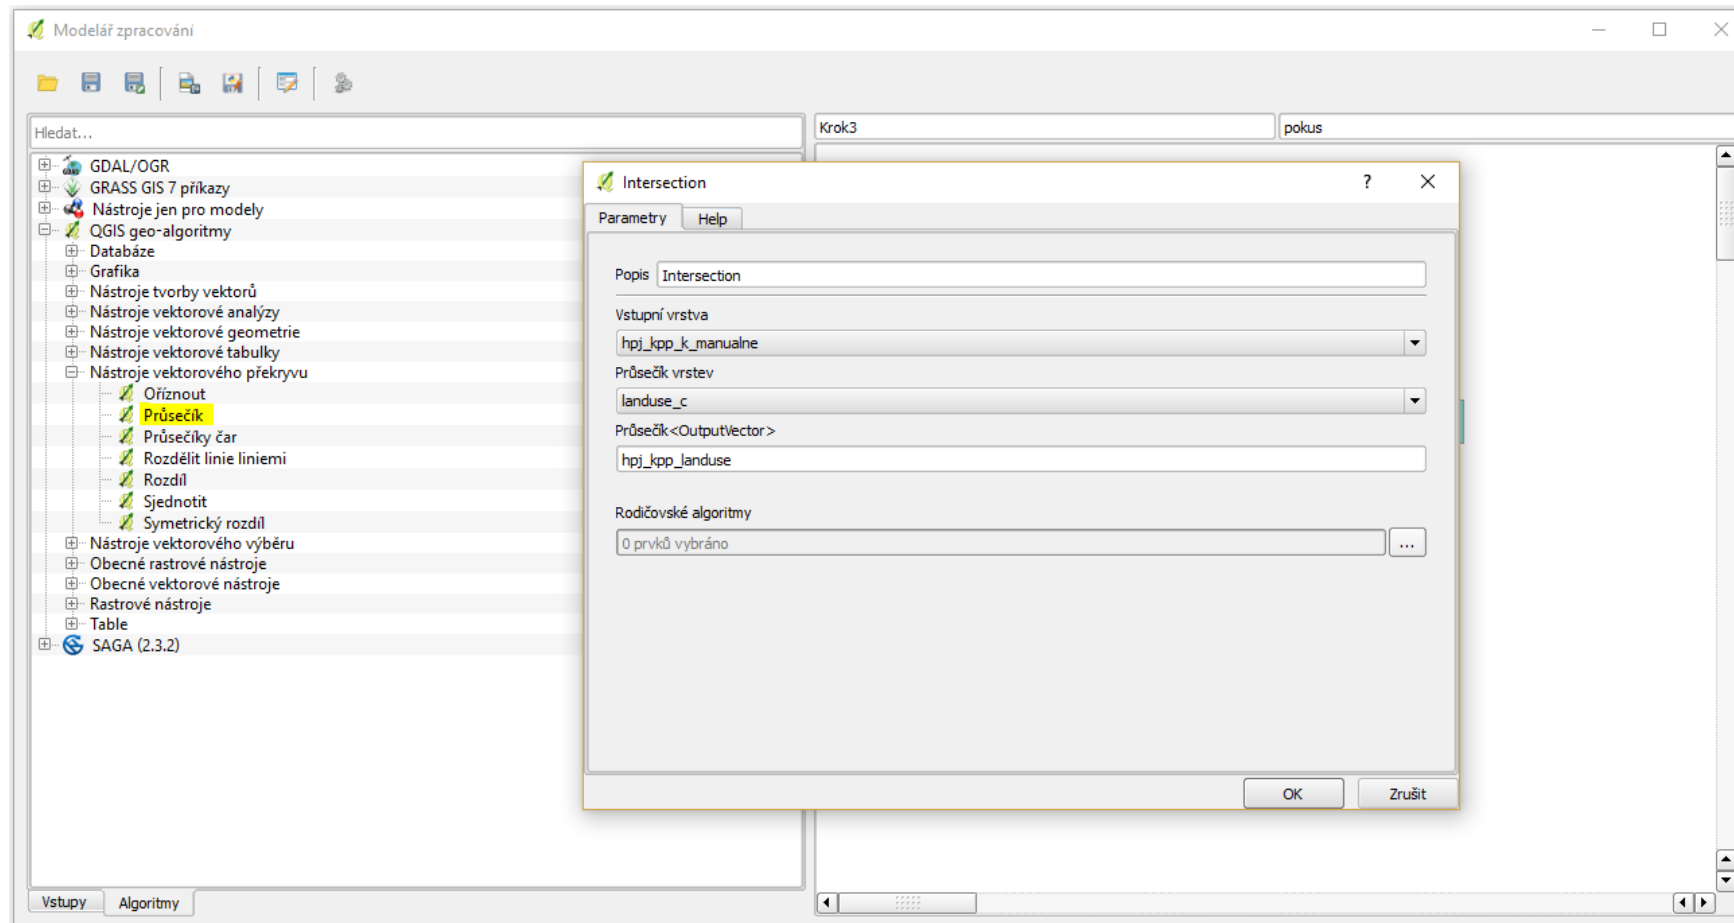 Modelář zpracování
Hledat...
Krok3
pokus
GDAL/OGR
GRASS GIS 7 příkazy
Nástroje jen pro modely
QGIS geo-algoritmy
Databáze
Grafika
Nástroje tvorby vektorů
Nástroje vektorové analýzy
Nástroje vektorové geometrie
Nástroje vektorové tabulky
Nástroje vektorového překryvu
Oříznout
Průsečík
Průsečíky čar
Rozdělit linie liniemi
Rozdíl
Sjednotit
Symetrický rozdíl
Nástroje vektorového výběru
Obecné rastrové nástroje
Obecné vektorové nástroje
Rastrové nástroje
Table
SAGA (2.3.2)
Vstupy
Algoritmy
Intersection
?
Parametry
Help
Popis
Intersection
Vstupní vrstva
hpj_kpp_k_manualne
Průsečík vrstev
landuse_c
Průsečík<OutputVector>
hpj_kpp_landuse
Rodičovské algoritmy
0 prvků vybráno
...
OK
Zrušit